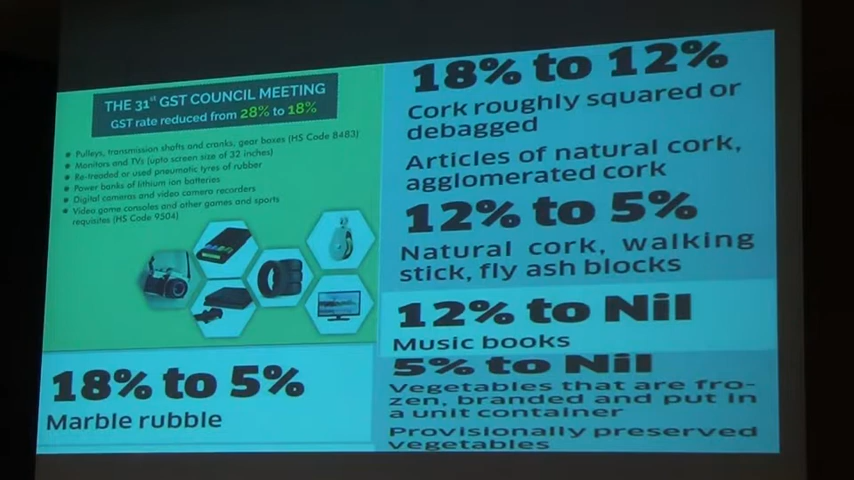 THE 31st GST COUNCIL MEETING
GST rate reduced from 28% to 18%
Pulleys, transmission shafts and cranks, gear boxes (HS Code 8483)
Monitors and TVs (upto screen size of 32 inches)
Re-treaded or used pneumatic tyres of rubber
Power banks of lithium ion batteries
Digital cameras and video camera recorders
Video game consoles and other games and sports
requisites (HS Code 9504)
18% to 5%
Marble rubble
18% to 12%
Cork roughly squared or
debagged
Articles of natural cork,
agglomerated cork
12% to 5%
Natural cork, walking
stick, fly ash blocks
12% to Nil
Music books
5% to Nil
Vegetables that are fro-
zen, branded and put in
a unit container
Provisionally preserved
vegetables